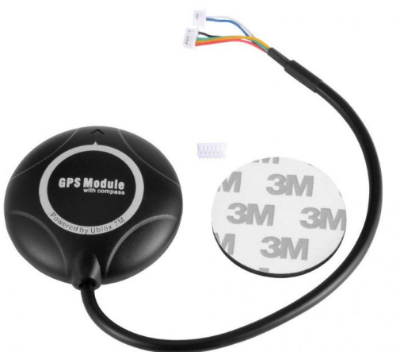 GPS Module
with compass
Powered by Ublox 7M
M 3M
3M 3M
M 3M
3M